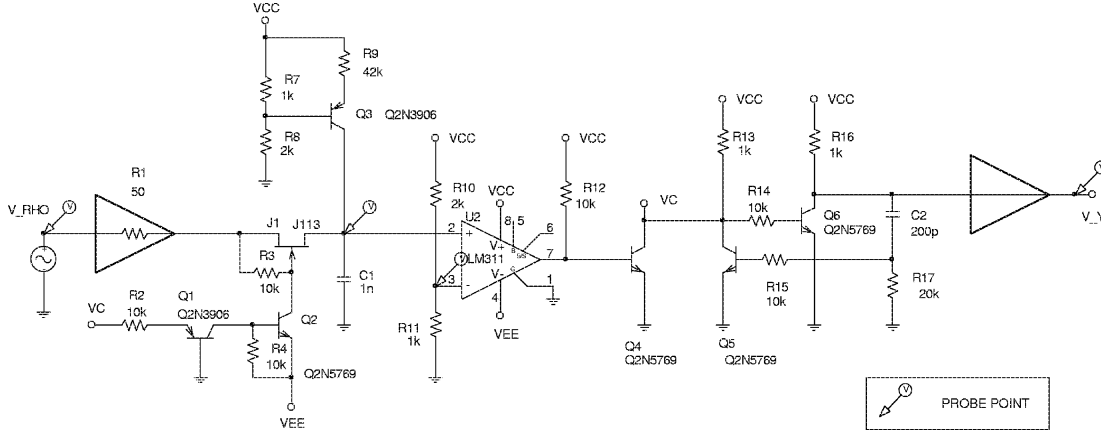 VCC
R9
42k
R7
1k
Q3 Q2N3906
R8
2k
R1
50
V_RHO
V
J1 J113
V
R3
10k
C1
1n
VC
R2
10k
Q1
Q2N3906
Q2
R4
10k
Q2N5769
VEE
VCC
R10
2k
U2
VCC
8 5
6
2
+
V+
B
B/S
7
V
LM311
3
-
V-
G
1
4
VEE
R11
1k
VCC
R12
10k
VC
Q4
Q2N5769
VCC
R13
1k
R14
10k
R15
10k
Q5
Q2N5769
VCC
R16
1k
Q6
Q2N5769
C2
200p
R17
20k
V
V_Y
V
PROBE POINT